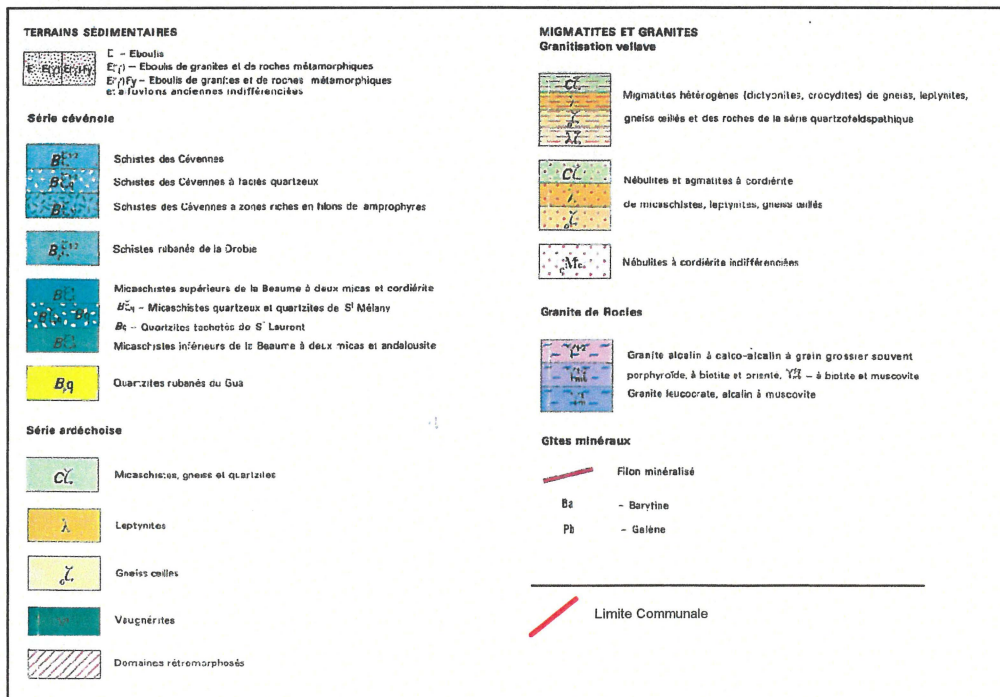 TERRAINS SÉDIMENTAIRES
E – Eboulis
– Eboulis de granites et de roches métamorphiques
– Eboulis de granites et de roches métamorphiques
et alluvions anciennes indifférenciées
Série cévénole
Schistes des Cévennes
Schistes des Cévennes à faciès quartzeux
Schistes des Cévennes a zones riches en filons de amprophyres
Schistes rubanés de la Drobie
Micaschistes supérieurs de la Beaume à deux micas et cordiérite
– Micaschistes quartzeux et quartzites de St Mélany
Bq – Quartzites tachetés de St Laurent
Micaschistes inférieurs de la Beaume à deux micas et andalousite
Quartzites rubanés du Gua
Série ardéchoise
Micaschistes, gneiss et quartzites
λ
Leptynites
Gneiss œillés
Vaugnérites
Domaines rétromorphosés
MIGMATITES ET GRANITES
Granitisation vellave
Migmatites hétérogènes (dictyonites, crocydites) de gneiss, leptynites,
gneiss œillés et des roches de la série quartzofeldspathique
Nébulites et agmatites à cordiérite
de micaschistes, leptynites, gneiss œillés
Nébulites à cordiérite indifférenciées
Granite de Rocles
Granite alcalin à calco-alcalin à grain grossier souvent
porphyroïde, à biotite et orienté, – à biotite et muscovite
Granite leucocrate, alcalin à muscovite
Gîtes minéraux
Filon minéralisé
Ba – Barytine
Pb – Galène
Limite Communale